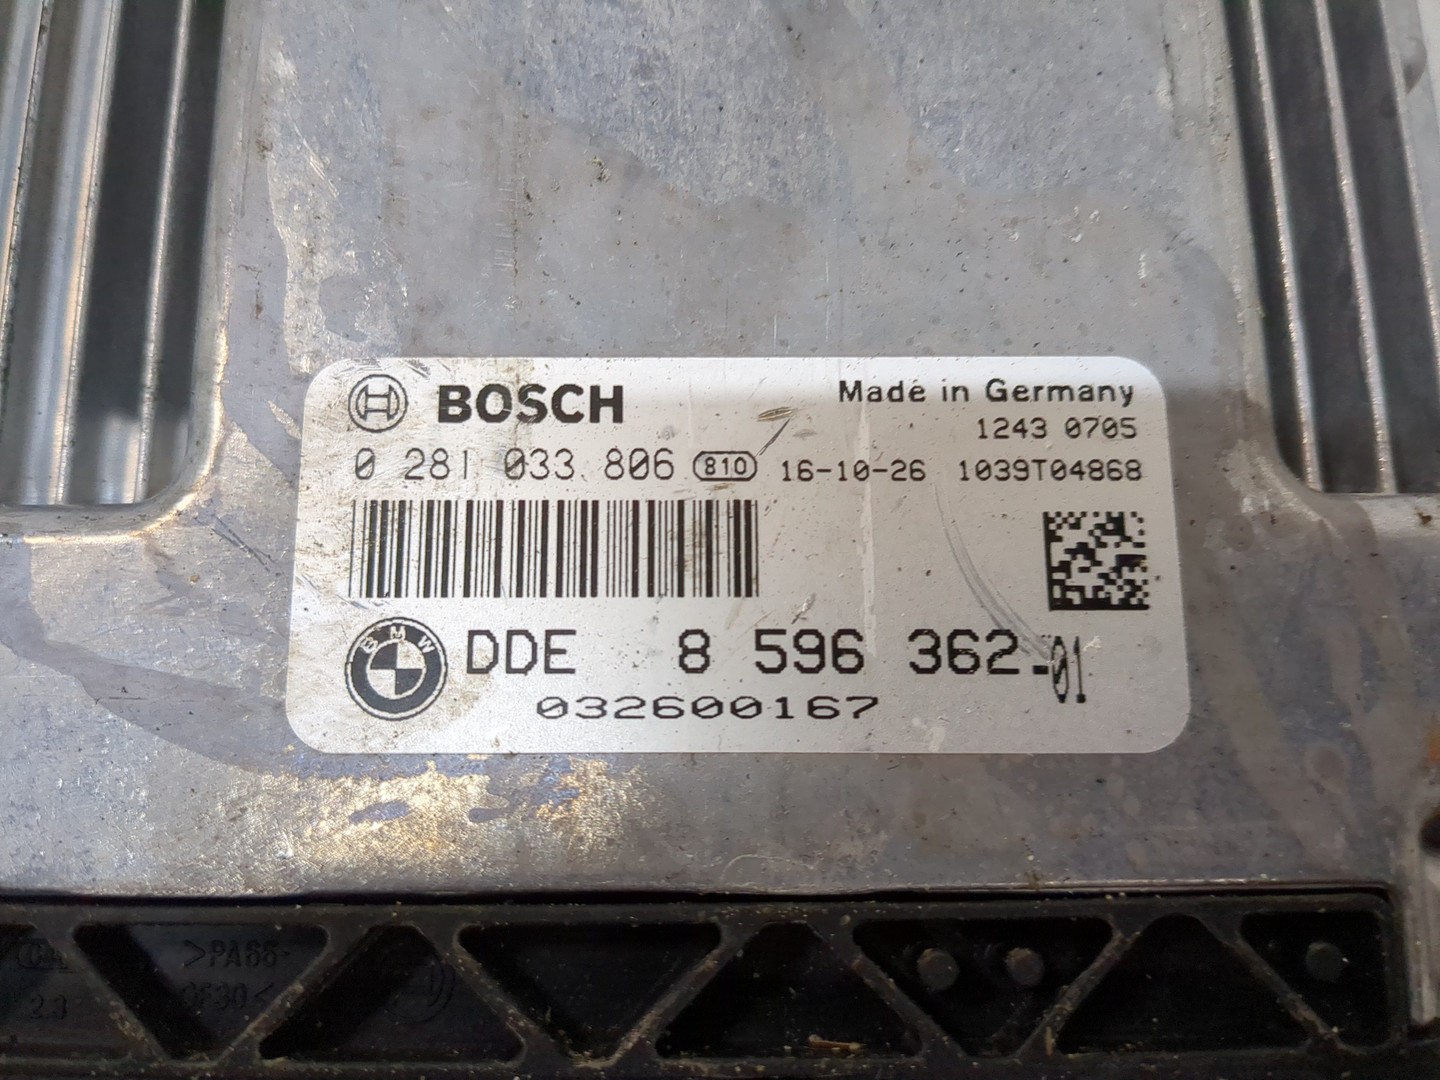 BOSCH
Made in Germany
1243 0705
0 281 033 806 810 16-10-26 1039T04868
BMW DDE 8 596 362.01
032600167
>PA66-
GF30<